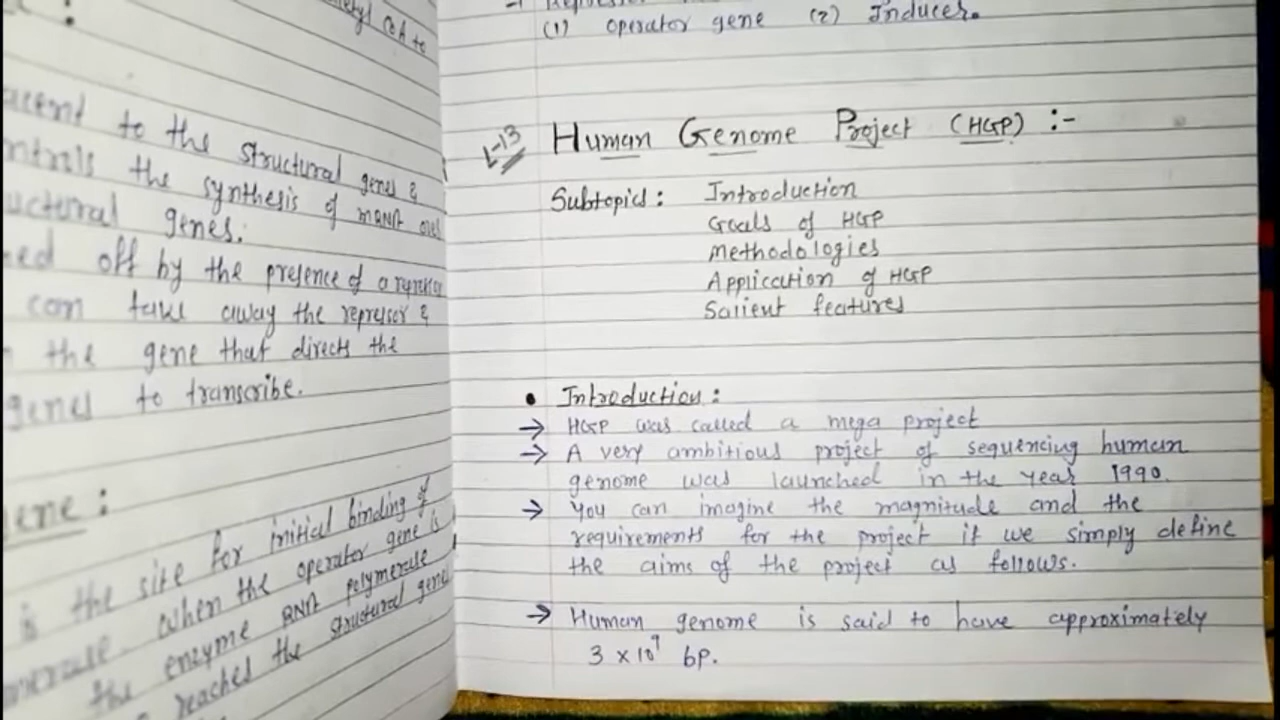 to the structural genes &
the synthesis of mRNA
genes.
off by the presence of a
can take away the repressor &
the gene that directs the
genes to transcribe.
is the site for initial binding of
when the operator gene is
the enzyme RNA polymerase
reaches the structural genes
(1) operator gene (2) Inducer.
L-13
Human Genome Project (HGP) :-
Subtopics : Introduction
Goals of HGP
Methodologies
Application of HGP
Salient features
• Introduction :
→ HGP was called a mega project
→ A very ambitious project of sequencing human
genome was launched in the year 1990.
→ You can imagine the magnitude and the
requirements for the project if we simply define
the aims of the project as follows.
→ Human genome is said to have approximately
3 × 10⁹ bp.